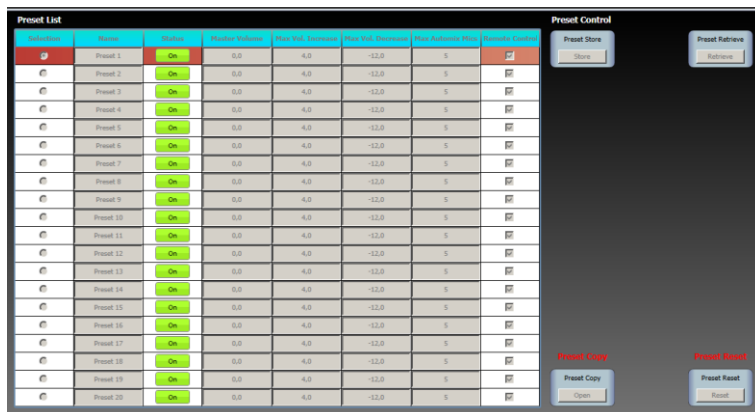 Preset List
Preset Control
Selection Name Status Master Volume Max Vol. Increase Max Vol. Decrease Max Automix Mics Remote Control
Preset 1 On 0,0 4,0 -12,0 5
Preset 2 On 0,0 4,0 -12,0 5
Preset 3 On 0,0 4,0 -12,0 5
Preset 4 On 0,0 4,0 -12,0 5
Preset 5 On 0,0 4,0 -12,0 5
Preset 6 On 0,0 4,0 -12,0 5
Preset 7 On 0,0 4,0 -12,0 5
Preset 8 On 0,0 4,0 -12,0 5
Preset 9 On 0,0 4,0 -12,0 5
Preset 10 On 0,0 4,0 -12,0 5
Preset 11 On 0,0 4,0 -12,0 5
Preset 12 On 0,0 4,0 -12,0 5
Preset 13 On 0,0 4,0 -12,0 5
Preset 14 On 0,0 4,0 -12,0 5
Preset 15 On 0,0 4,0 -12,0 5
Preset 16 On 0,0 4,0 -12,0 5
Preset 17 On 0,0 4,0 -12,0 5
Preset 18 On 0,0 4,0 -12,0 5
Preset 19 On 0,0 4,0 -12,0 5
Preset 20 On 0,0 4,0 -12,0 5
Preset Store
Store
Preset Retrieve
Retrieve
Preset Copy
Preset Copy
Open
Preset Reset
Preset Reset
Reset